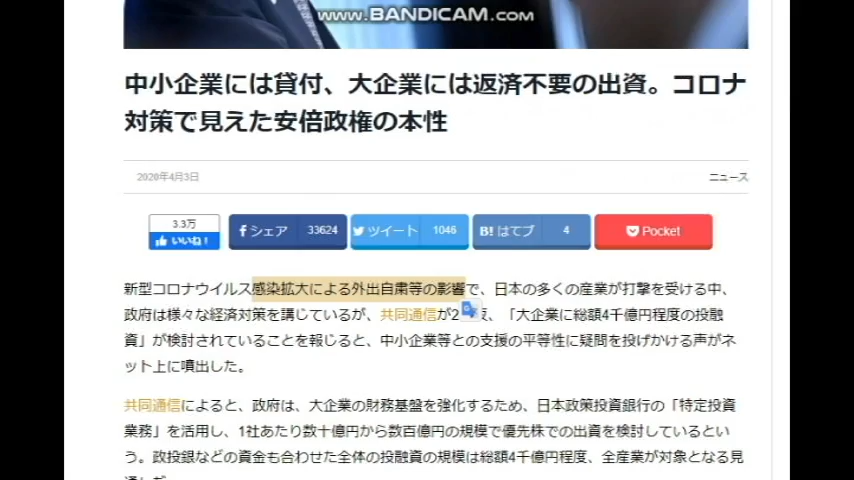 www.BANDICAM.com
中小企業には貸付、大企業には返済不要の出資。コロナ
対策で見えた安倍政権の本性
2020年4月3日
ニュース
3.3万
いいね！
シェア 33624
ツイート 1046
B! はてブ 4
Pocket
新型コロナウイルス感染拡大による外出自粛等の影響で、日本の多くの産業が打撃を受ける中、
政府は様々な経済対策を講じているが、共同通信が2 夜、「大企業に総額4千億円程度の投融
資」が検討されていることを報じると、中小企業等との支援の平等性に疑問を投げかける声がネ
ット上に噴出した。
共同通信によると、政府は、大企業の財務基盤を強化するため、日本政策投資銀行の「特定投資
業務」を活用し、1社あたり数十億円から数百億円の規模で優先株での出資を検討しているとい
う。政投銀などの資金も合わせた全体の投融資の規模は総額4千億円程度、全産業が対象となる見